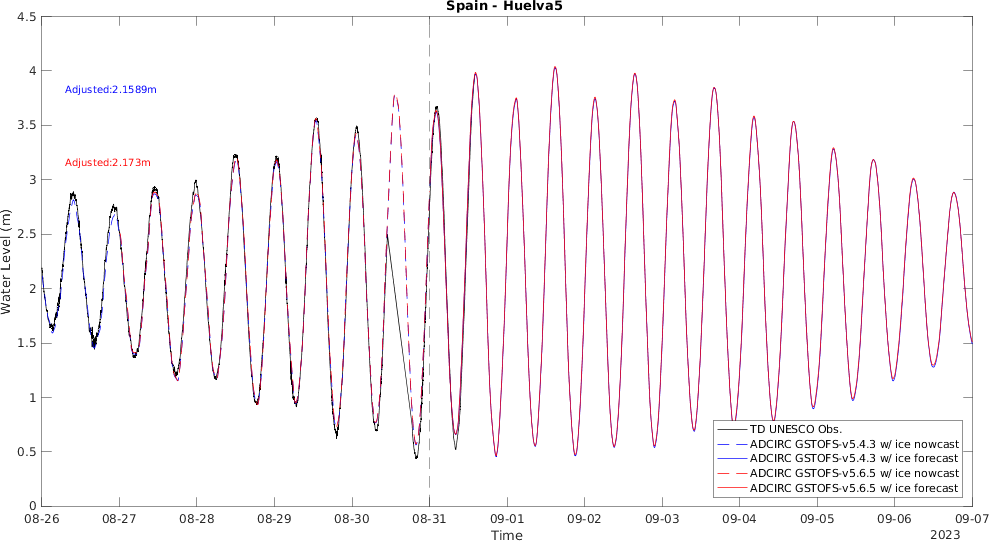 Spain - Huelva5
4.5
4
3.5
3
2.5
2
1.5
1
0.5
0
Water Level (m)
Adjusted:2.1589m
Adjusted:2.173m
TD UNESCO Obs.
ADCIRC GSTOFS-v5.4.3 w/ ice nowcast
ADCIRC GSTOFS-v5.4.3 w/ ice forecast
ADCIRC GSTOFS-v5.6.5 w/ ice nowcast
ADCIRC GSTOFS-v5.6.5 w/ ice forecast
08-26 08-27 08-28 08-29 08-30 08-31 09-01 09-02 09-03 09-04 09-05 09-06 09-07
Time
2023